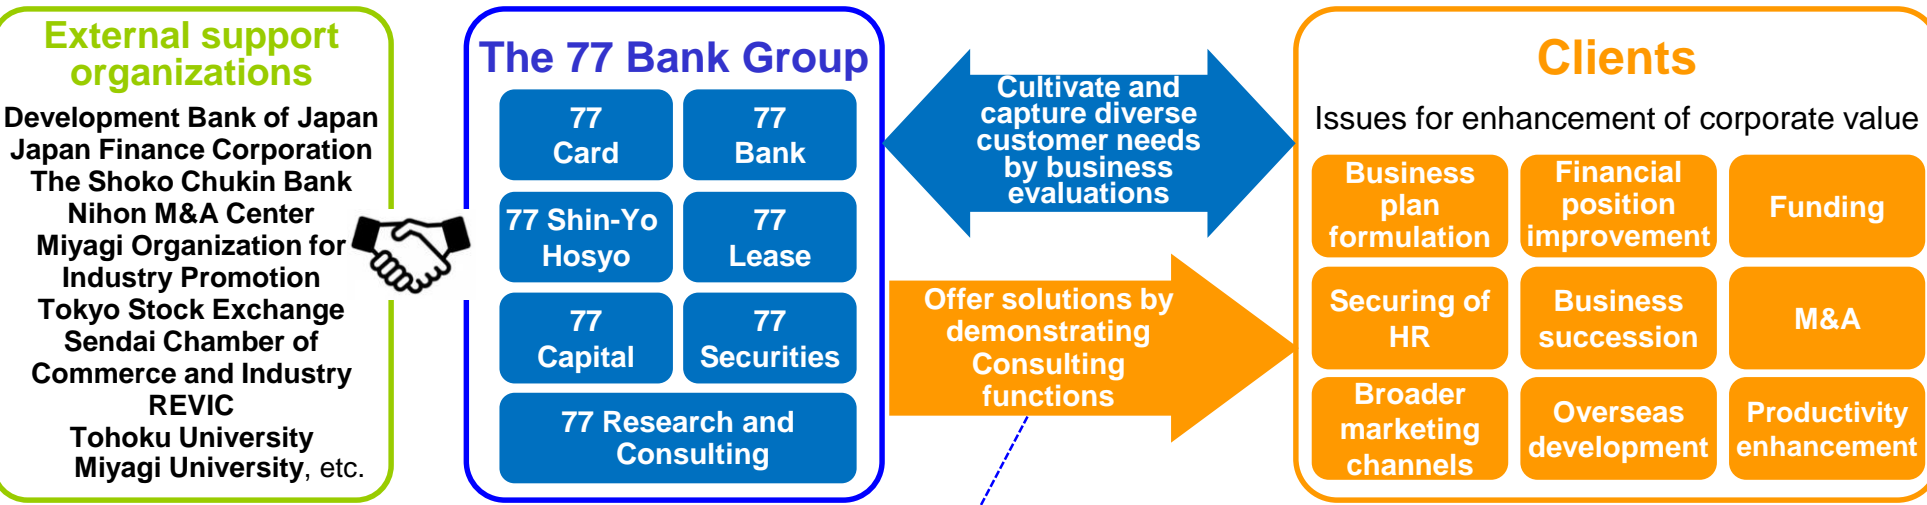 External support
organizations
Development Bank of Japan
Japan Finance Corporation
The Shoko Chukin Bank
Nihon M&A Center
Miyagi Organization for
Industry Promotion
Tokyo Stock Exchange
Sendai Chamber of
Commerce and Industry
REVIC
Tohoku University
Miyagi University, etc.
The 77 Bank Group
77
Card
77
Bank
77 Shin-Yo
Hosyo
77
Lease
77
Capital
77
Securities
77 Research and
Consulting
Cultivate and
capture diverse
customer needs
by business
evaluations
Offer solutions by
demonstrating
Consulting
functions
Clients
Issues for enhancement of corporate value
Business
plan
formulation
Financial
position
improvement
Funding
Securing of
HR
Business
succession
M&A
Broader
marketing
channels
Overseas
development
Productivity
enhancement